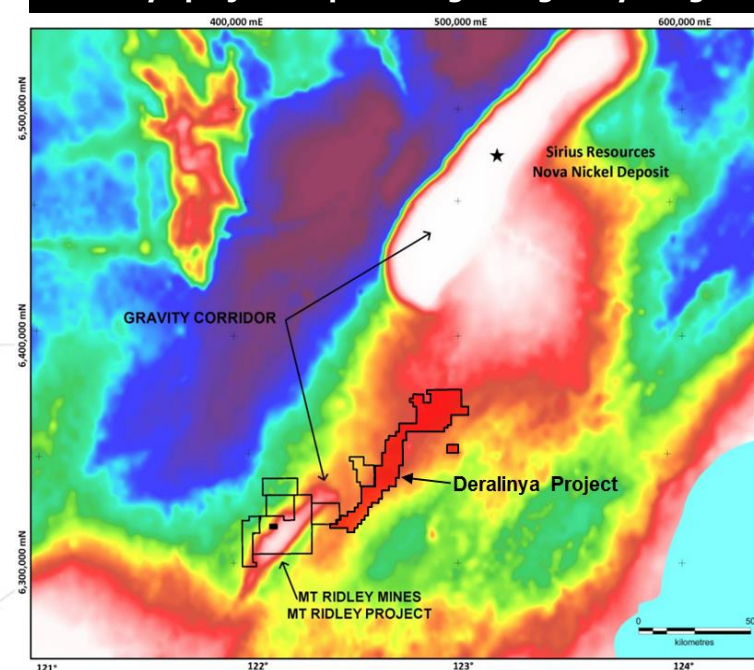 400,000 mE
500,000 mE
600,000 mE
6,500,000 mN
Sirius Resources
Nova Nickel Deposit
GRAVITY CORRIDOR
6,400,000 mN
Deralinya Project
6,300,000 mN
MT RIDLEY MINES
MT RIDLEY PROJECT
0
50
kilometres
121°
122°
123°
124°